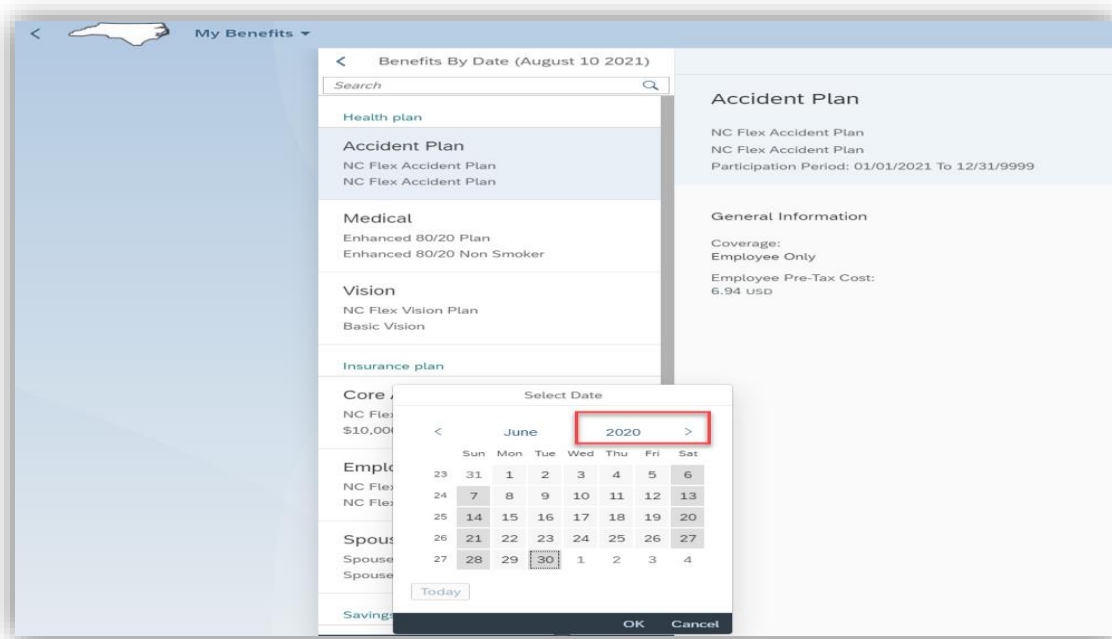 < My Benefits
< Benefits By Date (August 10 2021)
Search
Health plan
Accident Plan
NC Flex Accident Plan
NC Flex Accident Plan
Medical
Enhanced 80/20 Plan
Enhanced 80/20 Non Smoker
Vision
NC Flex Vision Plan
Basic Vision
Insurance plan
Core
NC Fle
$10,00
Emplo
NC Fle
NC Fle
Spous
Spouse
Spouse
Savings
Accident Plan
NC Flex Accident Plan
NC Flex Accident Plan
Participation Period: 01/01/2021 To 12/31/9999
General Information
Coverage:
Employee Only
Employee Pre-Tax Cost:
6.94 USD
Select Date
< June 2020 >
Sun Mon Tue Wed Thu Fri Sat
23 31 1 2 3 4 5 6
24 7 8 9 10 11 12 13
25 14 15 16 17 18 19 20
26 21 22 23 24 25 26 27
27 28 29 30 1 2 3 4
Today
OK Cancel